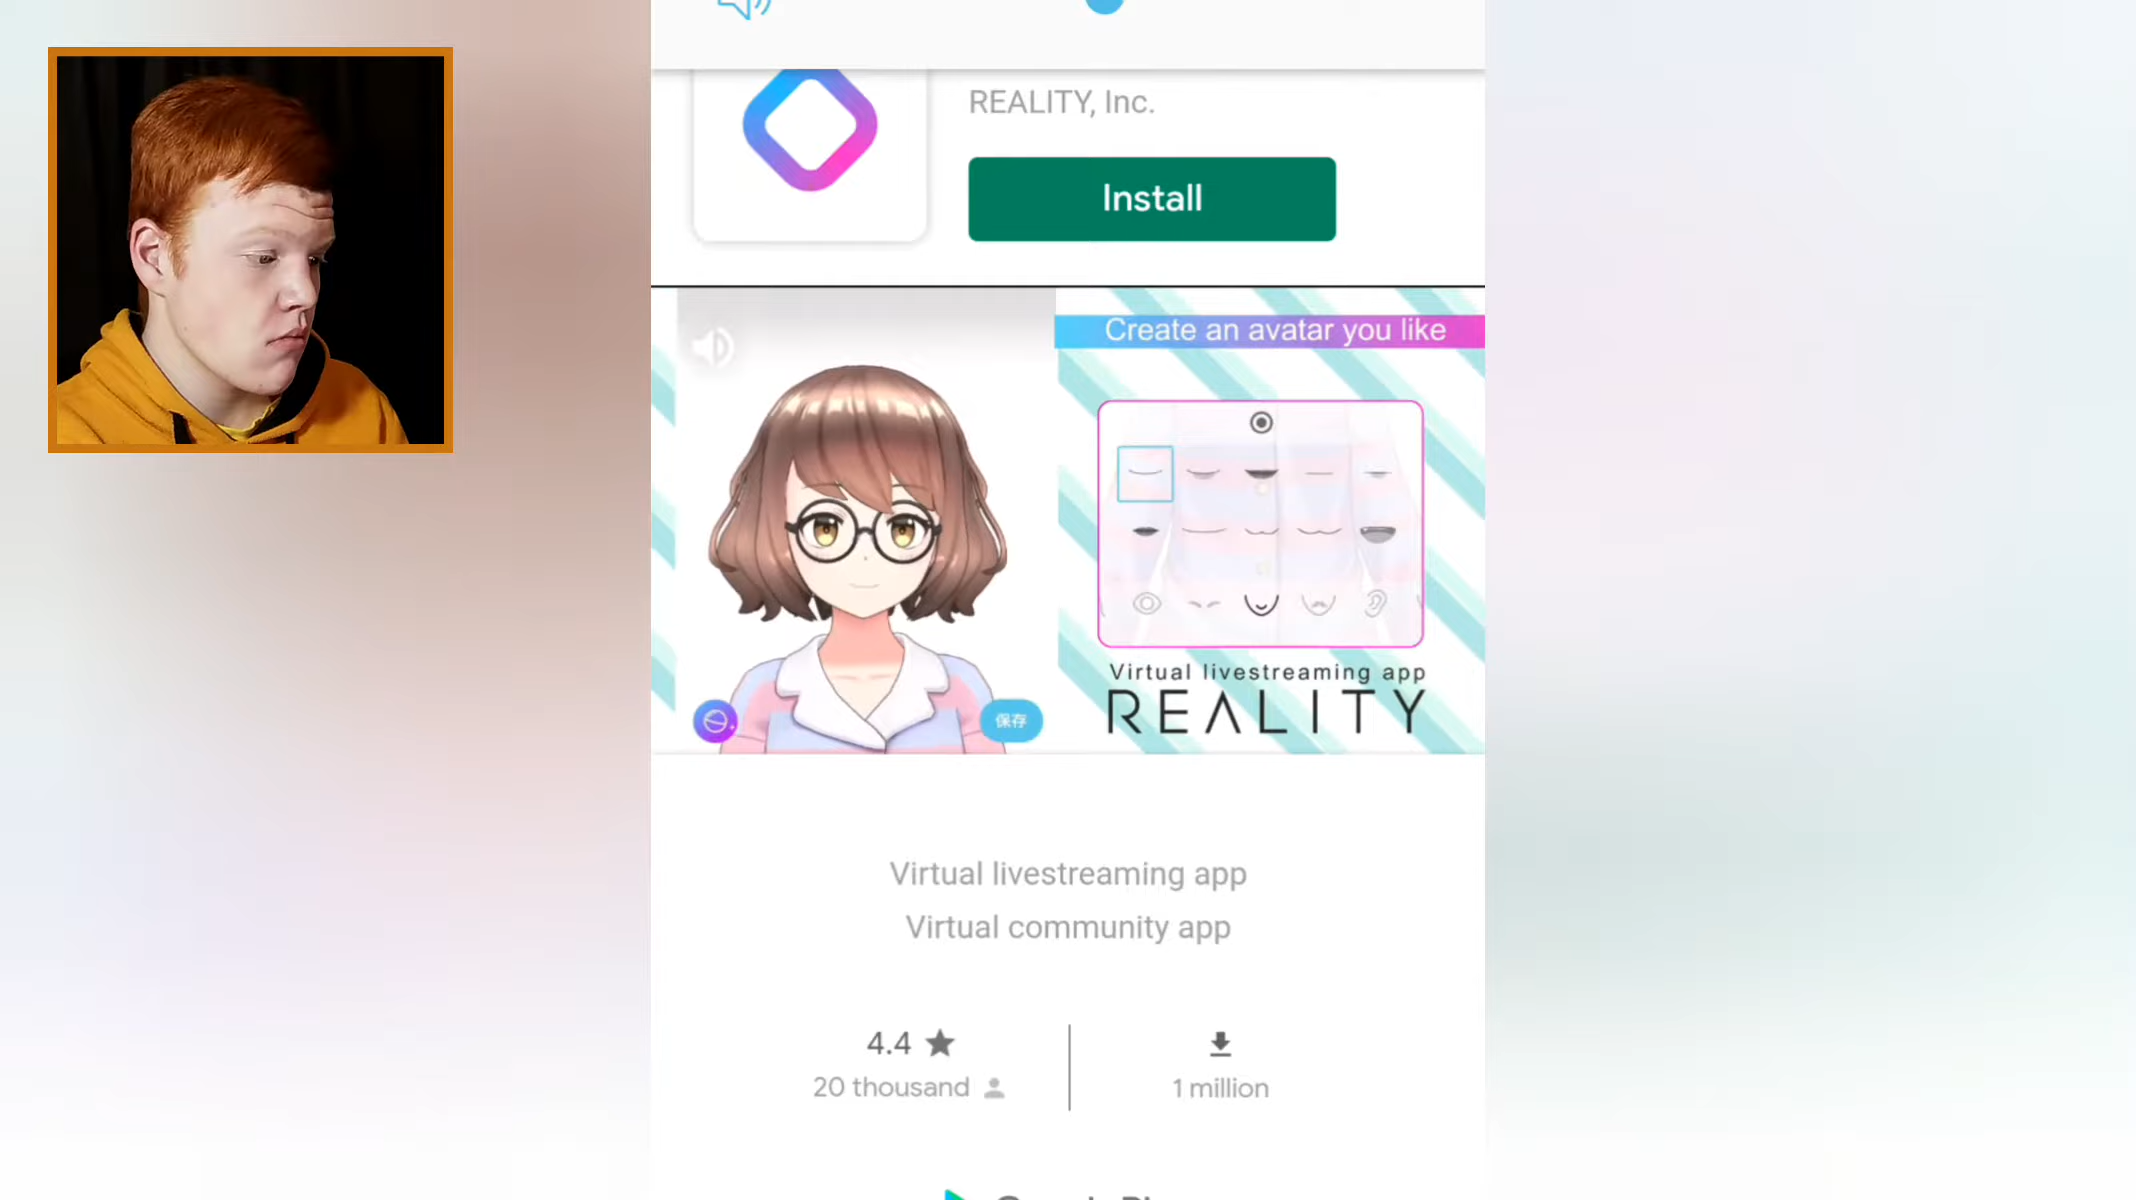 REALITY, Inc.
Install
Create an avatar you like
保存
Virtual livestreaming app
REALITY
Virtual livestreaming app
Virtual community app
4.4
20 thousand
1 million